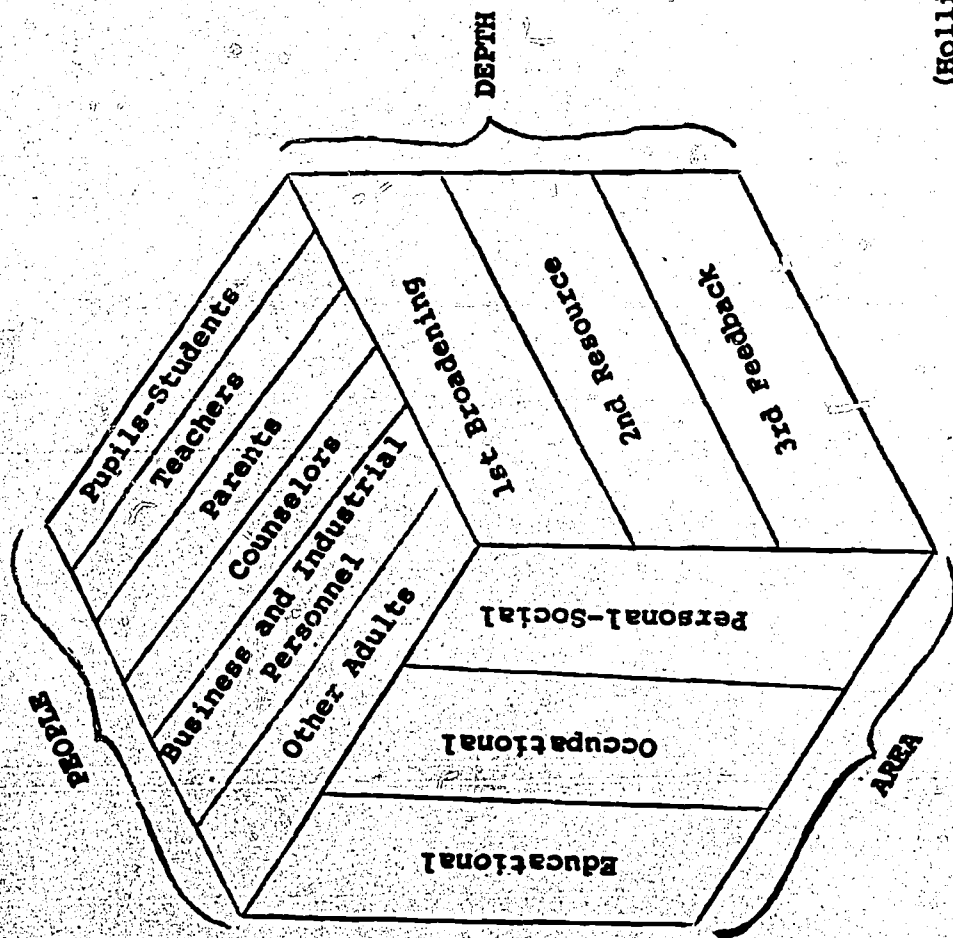 PEOPLE
Pupils-Students
Teachers
Parents
Counselors
Business and Industrial
Personnel
Other Adults
DEPTH
1st Broadening
2nd Resource
3rd Feedback
AREA
Educational
Occupational
Personal-Social